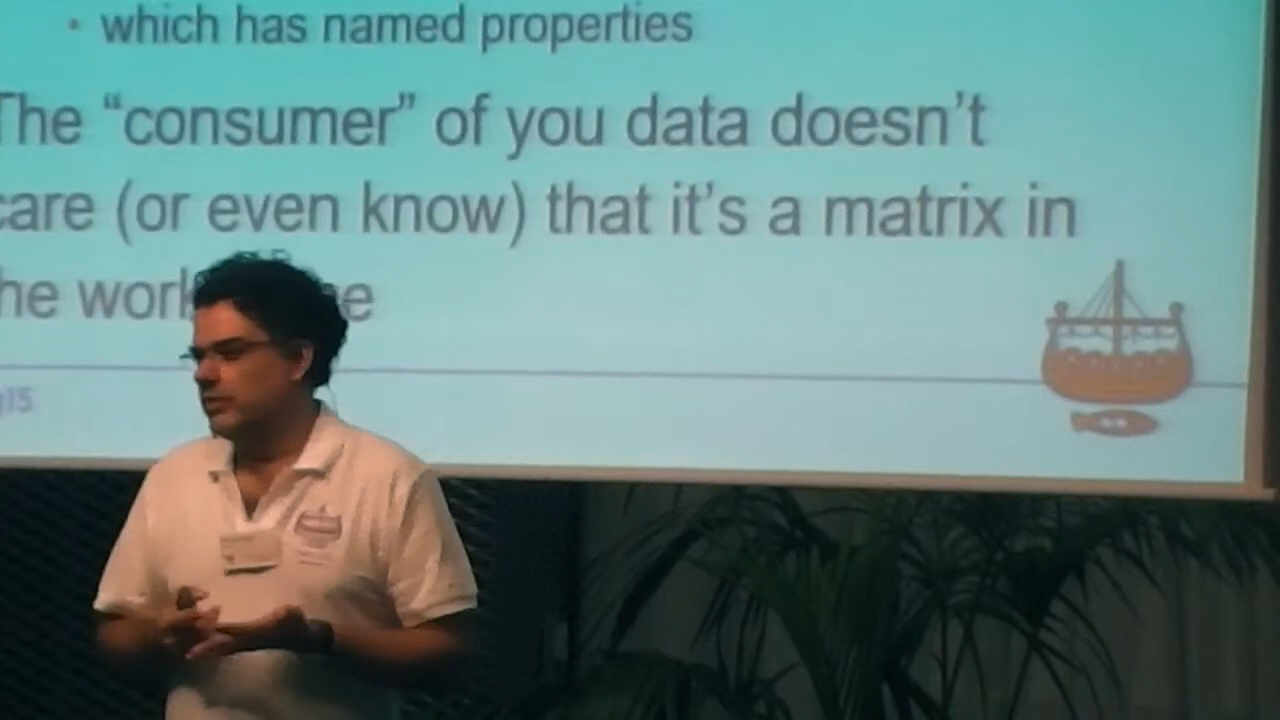 • which has named properties
The “consumer” of you data doesn’t
care (or even know) that it’s a matrix in
he work e
g15